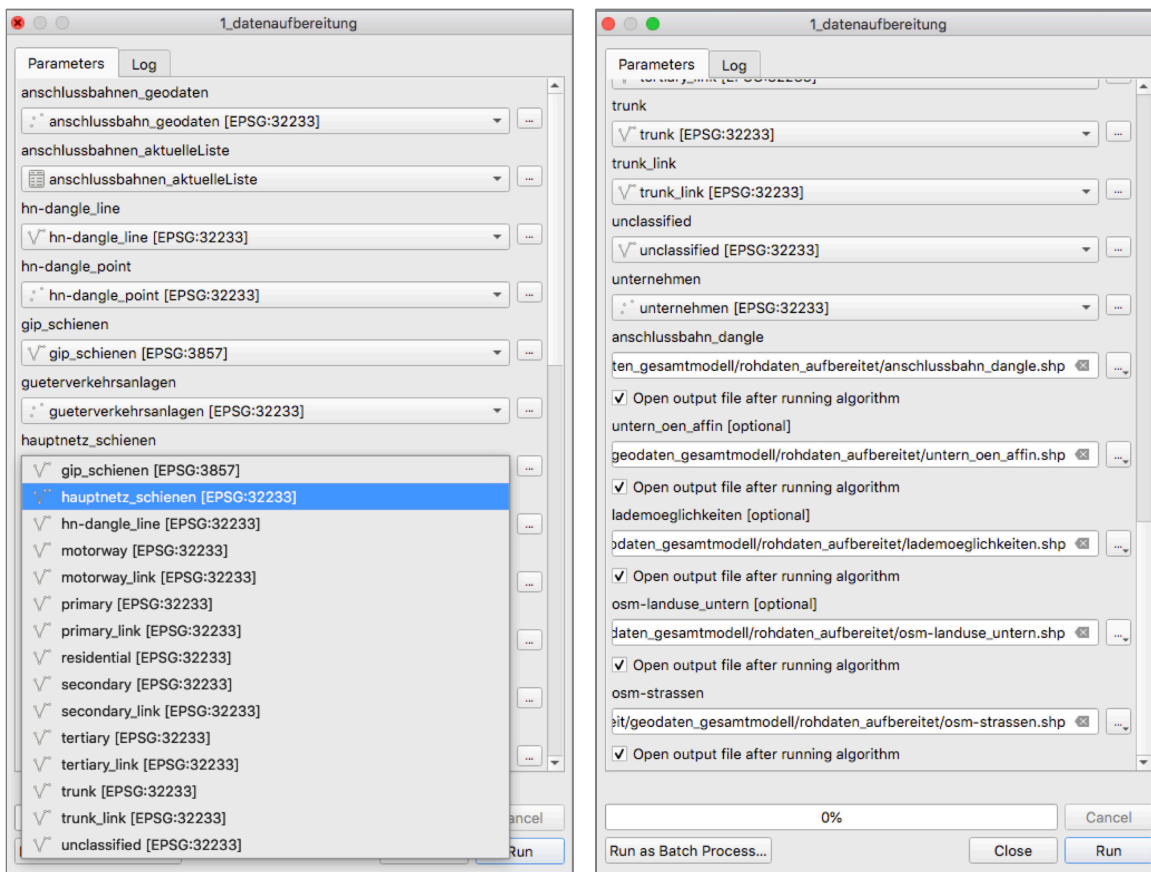 1_datenaufbereitung
Parameters
Log
anschlussbahnen_geodaten
anschlussbahn_geodaten [EPSG:32233]
anschlussbahnen_aktuelleListe
anschlussbahnen_aktuelleListe
hn-dangle_line
hn-dangle_line [EPSG:32233]
hn-dangle_point
hn-dangle_point [EPSG:32233]
gip_schienen
gip_schienen [EPSG:3857]
gueterverkehrsanlagen
gueterverkehrsanlagen [EPSG:32233]
hauptnetz_schienen
gip_schienen [EPSG:3857]
hauptnetz_schienen [EPSG:32233]
hn-dangle_line [EPSG:32233]
motorway [EPSG:32233]
motorway_link [EPSG:32233]
primary [EPSG:32233]
primary_link [EPSG:32233]
residential [EPSG:32233]
secondary [EPSG:32233]
secondary_link [EPSG:32233]
tertiary [EPSG:32233]
tertiary_link [EPSG:32233]
trunk [EPSG:32233]
trunk_link [EPSG:32233]
unclassified [EPSG:32233]
ancel
Run
1_datenaufbereitung
Parameters
Log
trunk
trunk [EPSG:32233]
trunk_link
trunk_link [EPSG:32233]
unclassified
unclassified [EPSG:32233]
unternehmen
unternehmen [EPSG:32233]
anschlussbahn_dangle
ten_gesamtmodell/rohdaten_aufbereitet/anschlussbahn_dangle.shp
Open output file after running algorithm
untern_oen_affin [optional]
geodaten_gesamtmodell/rohdaten_aufbereitet/untern_oen_affin.shp
Open output file after running algorithm
lademoeglichkeiten [optional]
odaten_gesamtmodell/rohdaten_aufbereitet/lademoeglichkeiten.shp
Open output file after running algorithm
osm-landuse_untern [optional]
daten_gesamtmodell/rohdaten_aufbereitet/osm-landuse_untern.shp
Open output file after running algorithm
osm-strassen
eit/geodaten_gesamtmodell/rohdaten_aufbereitet/osm-strassen.shp
Open output file after running algorithm
0%
Cancel
Run as Batch Process...
Close
Run